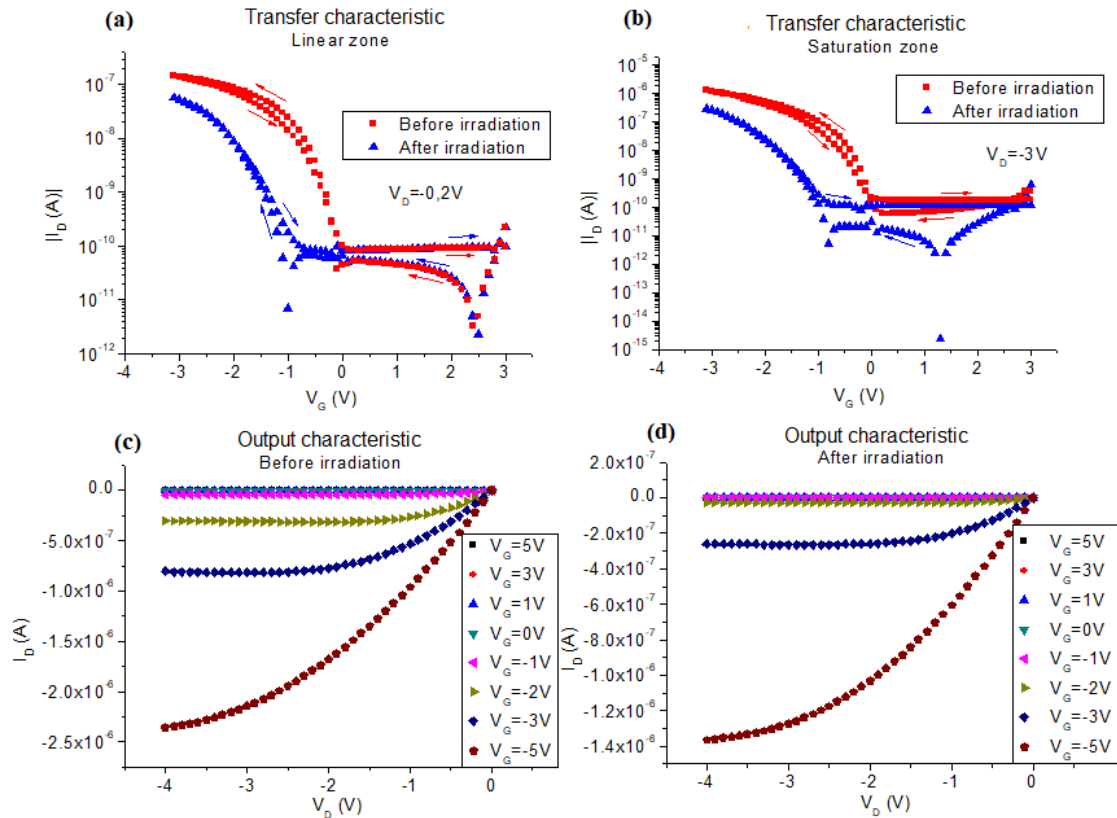 (a)
Transfer characteristic
Linear zone
10⁻⁷
10⁻⁸
10⁻⁹
10⁻¹⁰
10⁻¹¹
10⁻¹²
|I_D (A)|
Before irradiation
After irradiation
V_D=-0,2V
-4 -3 -2 -1 0 1 2 3
V_G (V)
(b)
Transfer characteristic
Saturation zone
10⁻⁵
10⁻⁶
10⁻⁷
10⁻⁸
10⁻⁹
10⁻¹⁰
10⁻¹¹
10⁻¹²
10⁻¹³
10⁻¹⁴
10⁻¹⁵
|I_D (A)|
Before irradiation
After irradiation
V_D=-3V
-4 -3 -2 -1 0 1 2 3
V_G (V)
(c)
Output characteristic
Before irradiation
0.0
-5.0x10⁻⁷
-1.0x10⁻⁶
-1.5x10⁻⁶
-2.0x10⁻⁶
-2.5x10⁻⁶
I_D (A)
V_G=5V
V_G=3V
V_G=1V
V_G=0V
V_G=-1V
V_G=-2V
V_G=-3V
V_G=-5V
-4 -3 -2 -1 0
V_D (V)
(d)
Output characteristic
After irradiation
2.0x10⁻⁷
0.0
-2.0x10⁻⁷
-4.0x10⁻⁷
-6.0x10⁻⁷
-8.0x10⁻⁷
-1.0x10⁻⁶
-1.2x10⁻⁶
-1.4x10⁻⁶
I_D (A)
V_G=5V
V_G=3V
V_G=1V
V_G=0V
V_G=-1V
V_G=-2V
V_G=-3V
V_G=-5V
-4 -3 -2 -1 0
V_D (V)